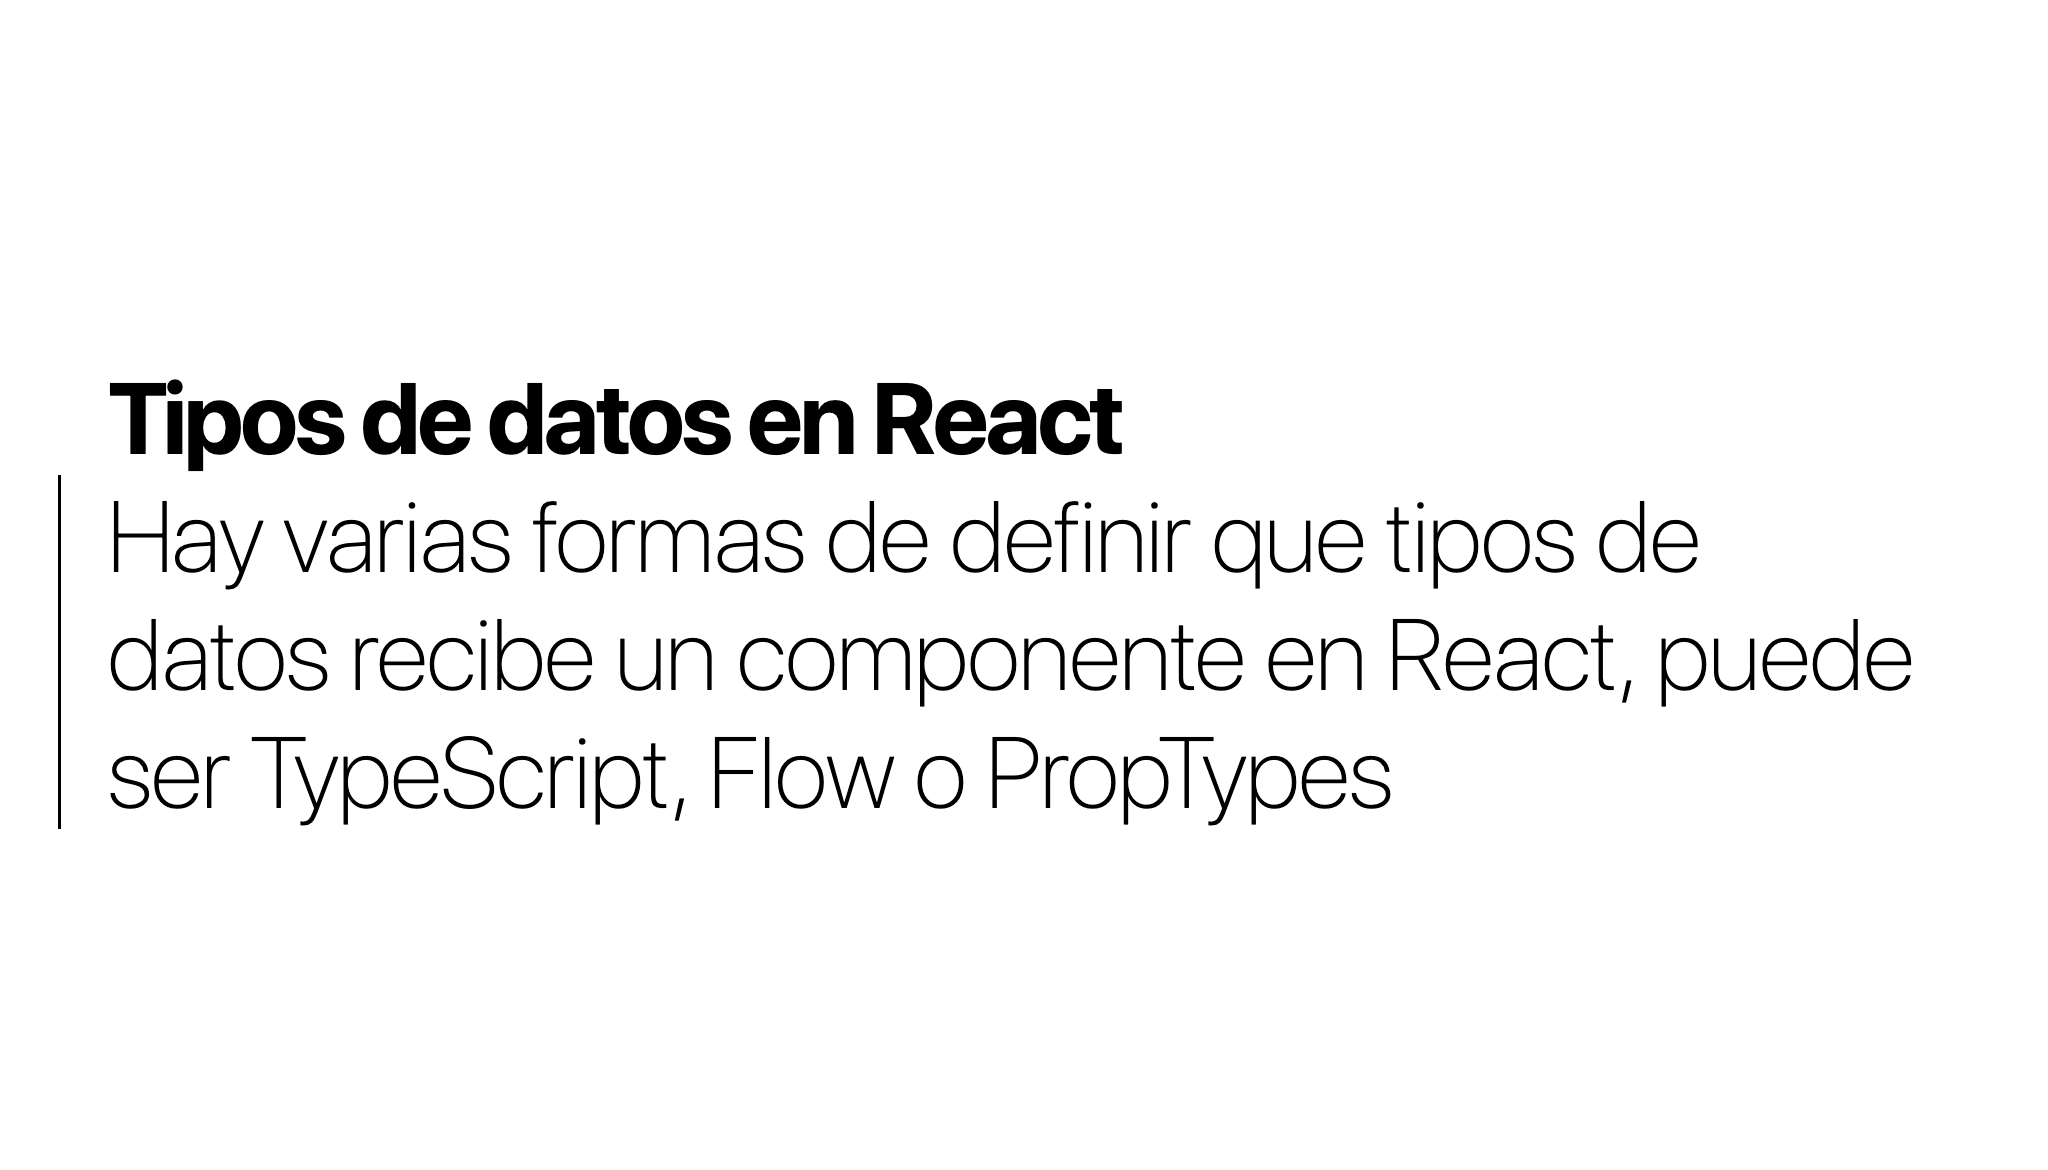 Tipos de datos en React
Hay varias formas de definir que tipos de
datos recibe un componente en React, puede
ser TypeScript, Flow o PropTypes